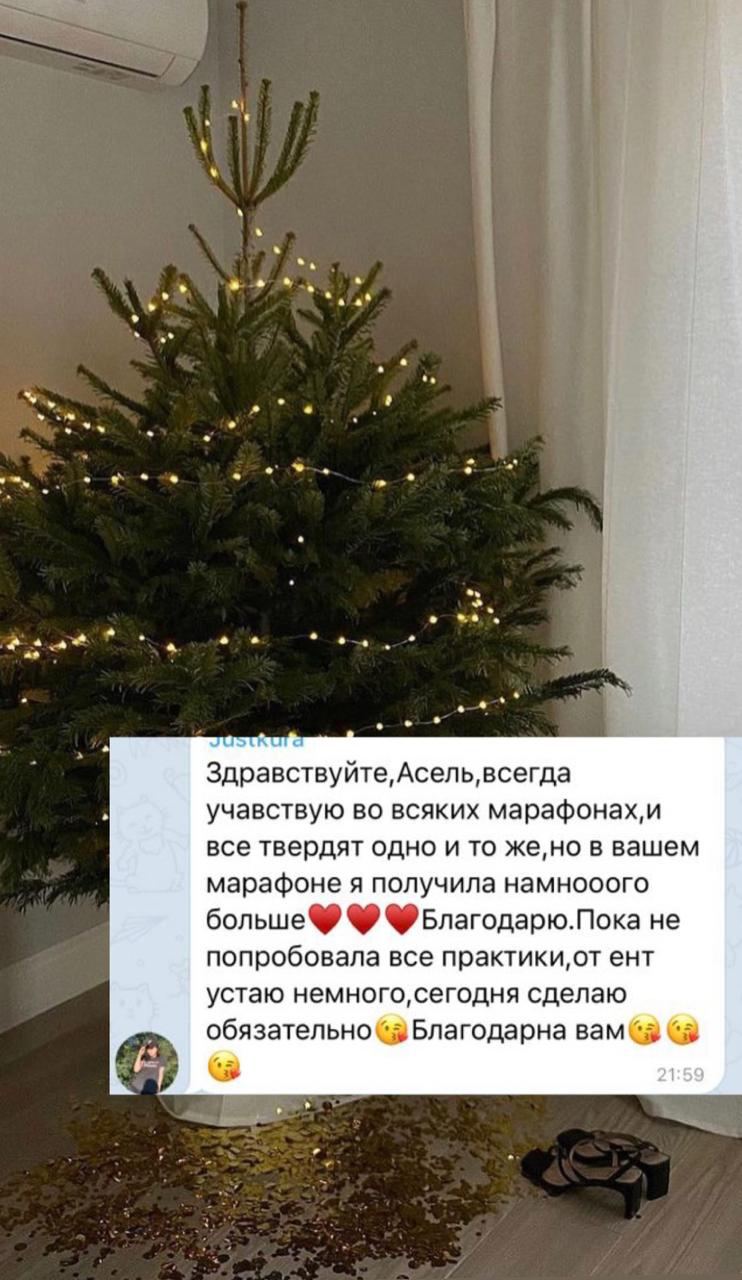 Justkura
Здравствуйте,Асель,всегда
учавствую во всяких марафонах,и
все твердят одно и то же,но в вашем
марафоне я получила намнооого
больше♥️♥️♥️Благодарю.Пока не
попробовала все практики,от ент
устаю немного,сегодня сделаю
обязательно😘Благодарна вам😘😘
😘
21:59